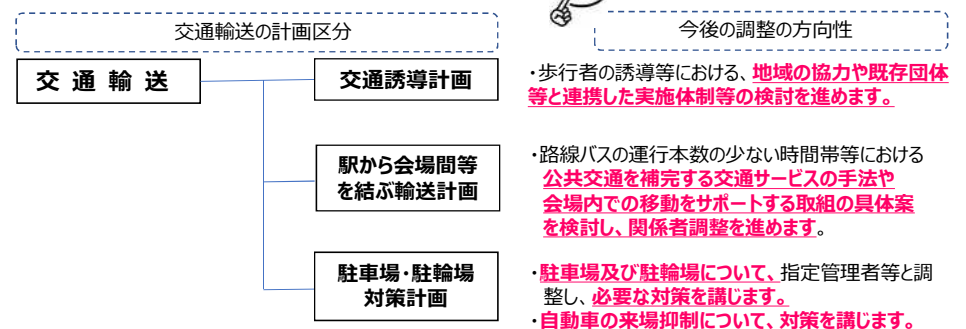 交通輸送の計画区分
今後の調整の方向性
交 通 輸 送
交通誘導計画
・歩行者の誘導等における、地域の協力や既存団体
等と連携した実施体制等の検討を進めます。
駅から会場間等
を結ぶ輸送計画
・路線バスの運行本数の少ない時間帯等における
公共交通を補完する交通サービスの手法や
会場内での移動をサポートする取組の具体案
を検討し、関係者調整を進めます。
駐車場・駐輪場
対策計画
・駐車場及び駐輪場について、指定管理者等と調
整し、必要な対策を講じます。
・自動車の来場抑制について、対策を講じます。